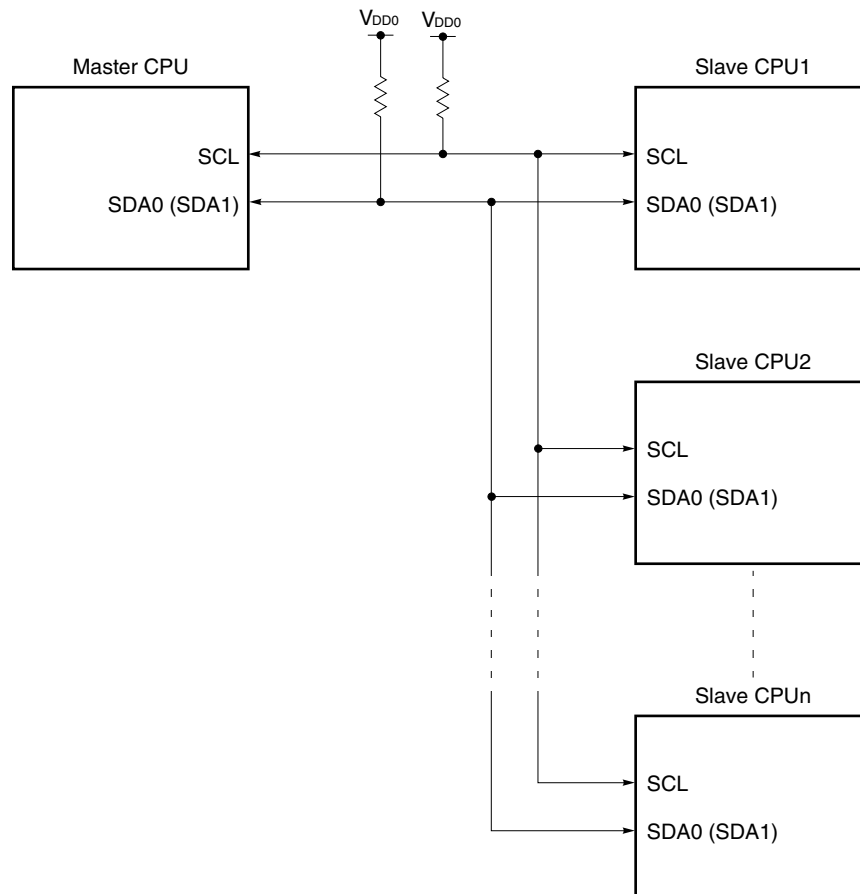 VDD0
VDD0
Master CPU
Slave CPU1
SCL
SCL
SDA0 (SDA1)
SDA0 (SDA1)
Slave CPU2
SCL
SDA0 (SDA1)
Slave CPUn
SCL
SDA0 (SDA1)